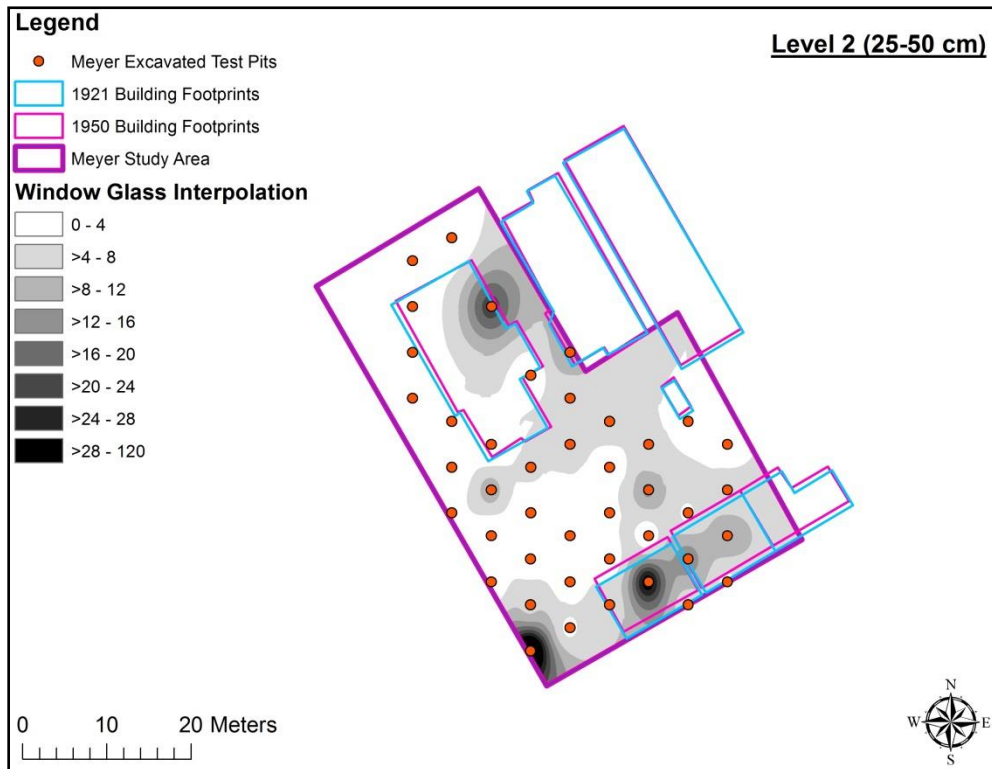 Legend
Level 2 (25-50 cm)
Meyer Excavated Test Pits
1921 Building Footprints
1950 Building Footprints
Meyer Study Area
Window Glass Interpolation
0 - 4
>4 - 8
>8 - 12
>12 - 16
>16 - 20
>20 - 24
>24 - 28
>28 - 120
0 10 20 Meters
N
W E
S